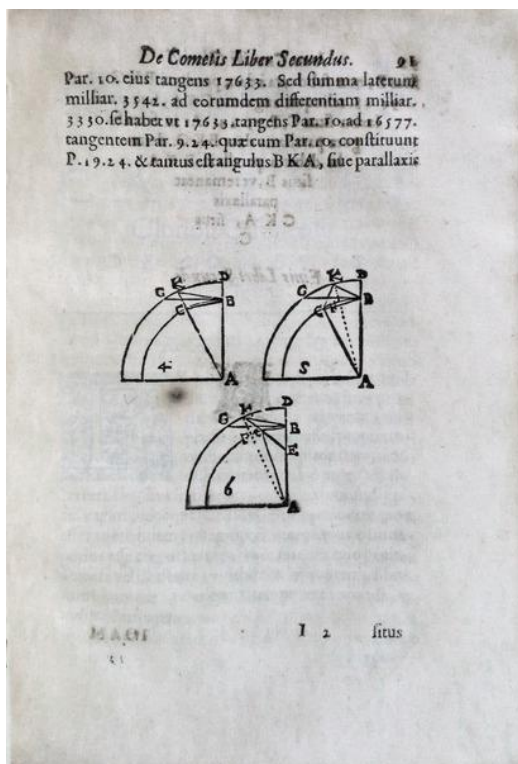 De Cometis Liber Secundus. 91
Par. 10. eius tangens 17633. Sed summa laterum
milliar. 3542. ad eorumdem differentiam milliar.
3330. se habet vt 17633. tangens Par. 10. ad 16577.
tangentem Par. 9. 24. quæ cum Par. 10. constituunt
P. 19. 24. & tantus est angulus B K A, siue parallaxis
K D
G B
C
4 A
K D
G B
C F
5 A
K D
G B
F C
E
6 A
I 2 situs